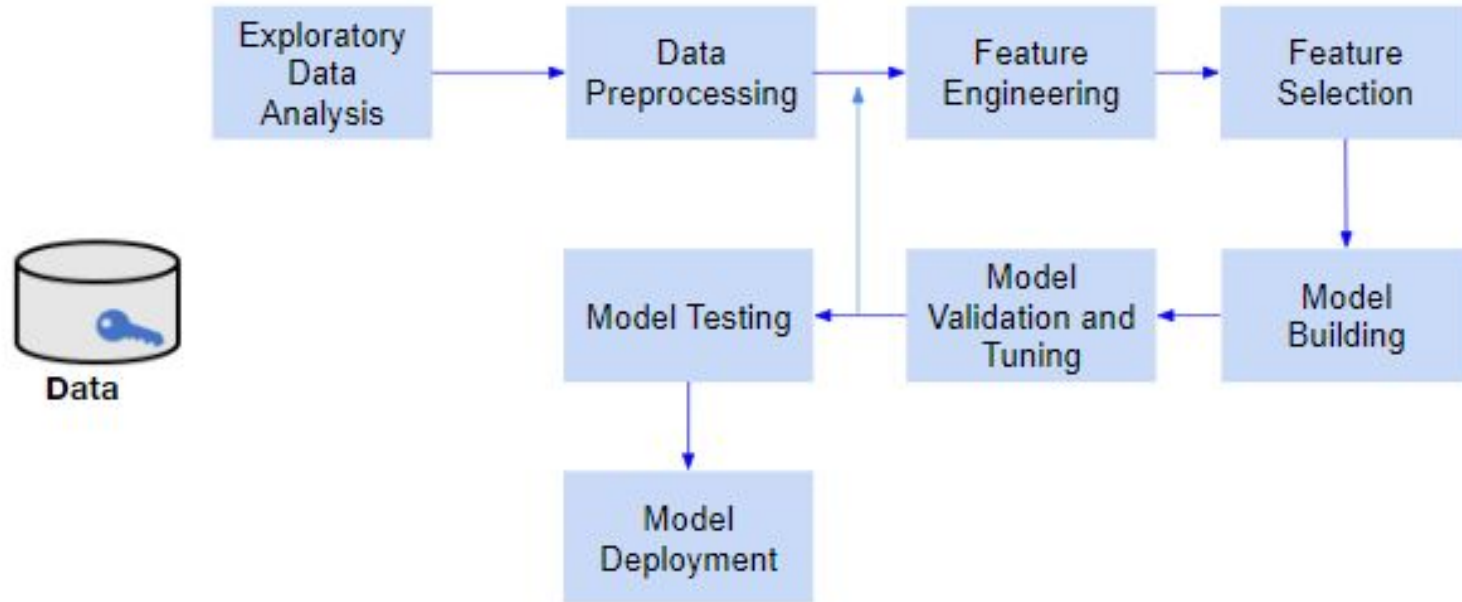 Exploratory
Data
Analysis
Data
Preprocessing
Feature
Engineering
Feature
Selection
Model
Building
Model
Validation and
Tuning
Model Testing
Model
Deployment
Data